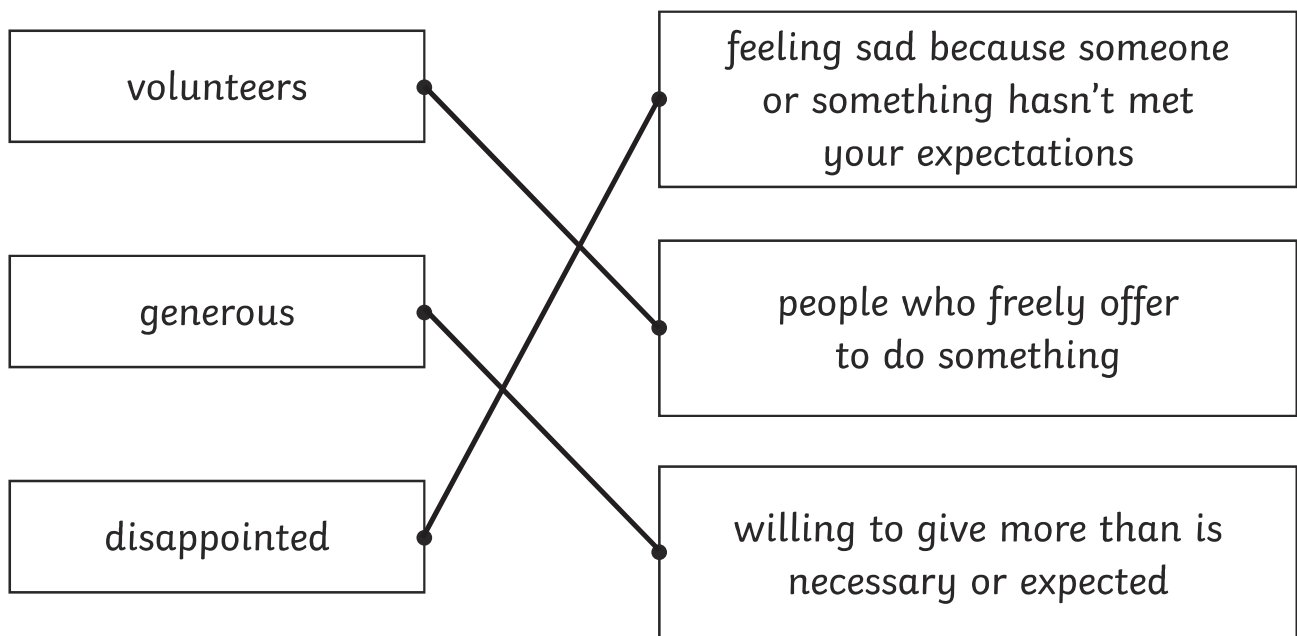 volunteers
generous
disappointed
feeling sad because someone
or something hasn't met
your expectations
people who freely offer
to do something
willing to give more than is
necessary or expected